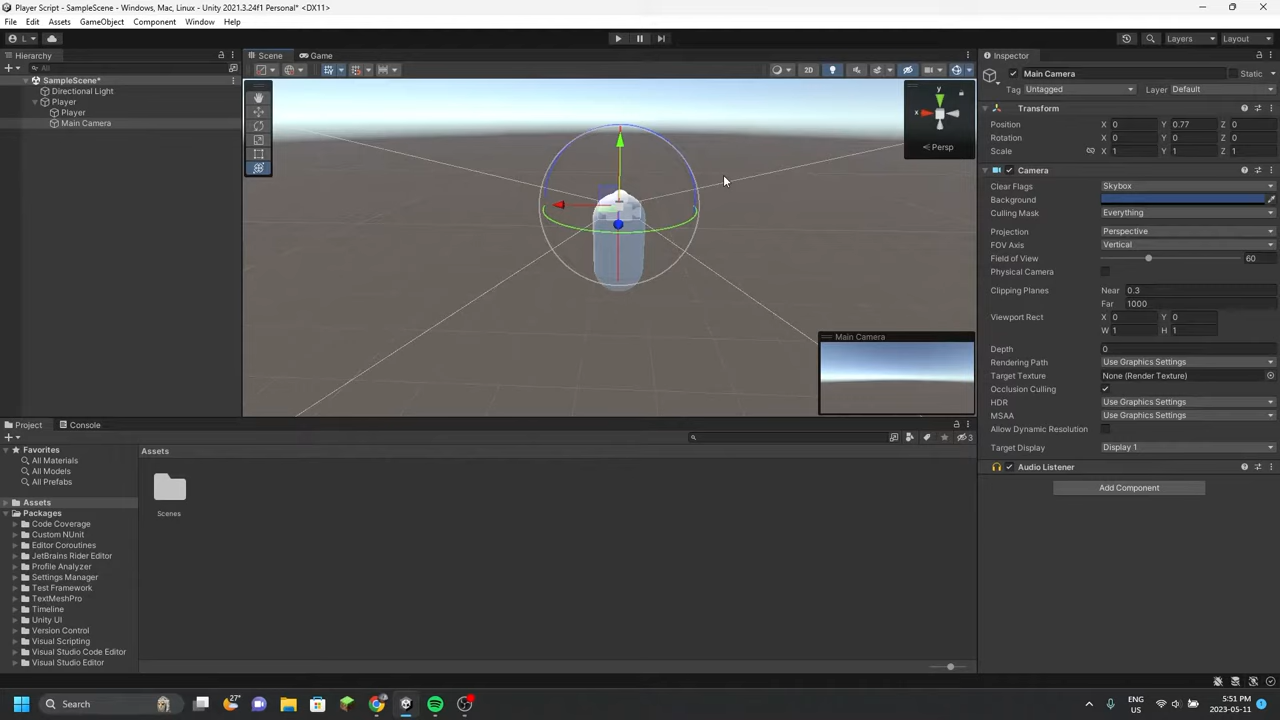 Player Script - SampleScene - Windows, Mac, Linux - Unity 2021.3.24f1 Personal* <DX11>
File Edit Assets GameObject Component Window Help
L
Layers
Layout
Hierarchy
All
SampleScene*
Directional Light
Player
Player
Main Camera
Scene
Game
2D
y
x
z
Persp
Main Camera
Inspector
Main Camera
Static
Tag Untagged
Layer Default
Transform
Position X 0 Y 0.77 Z 0
Rotation X 0 Y 0 Z 0
Scale X 1 Y 1 Z 1
Camera
Clear Flags Skybox
Background
Culling Mask Everything
Projection Perspective
FOV Axis Vertical
Field of View 60
Physical Camera
Clipping Planes Near 0.3
Far 1000
Viewport Rect X 0 Y 0
W 1 H 1
Depth 0
Rendering Path Use Graphics Settings
Target Texture None (Render Texture)
Occlusion Culling
HDR Use Graphics Settings
MSAA Use Graphics Settings
Allow Dynamic Resolution
Target Display Display 1
Audio Listener
Add Component
Project
Console
3
Favorites
All Materials
All Models
All Prefabs
Assets
Packages
Code Coverage
Custom NUnit
Editor Coroutines
JetBrains Rider Editor
Profile Analyzer
Settings Manager
Test Framework
TextMeshPro
Timeline
Unity UI
Version Control
Visual Scripting
Visual Studio Code Editor
Visual Studio Editor
Assets
Scenes
Search
27°
ENG
US
5:51 PM
2023-05-11
1